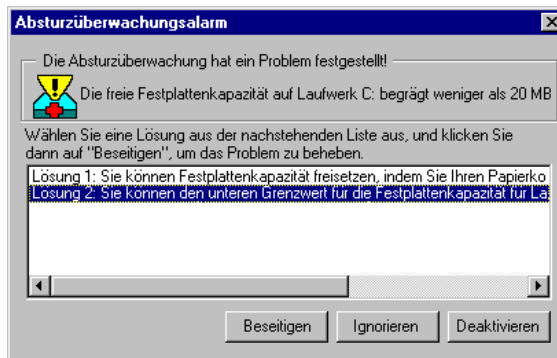 Absturzüberwachungsalarm
Die Absturzüberwachung hat ein Problem festgestellt!
Die freie Festplattenkapazität auf Laufwerk C: begrägt weniger als 20 MB
Wählen Sie eine Lösung aus der nachstehenden Liste aus, und klicken Sie
dann auf "Beseitigen", um das Problem zu beheben.
Lösung 1: Sie können Festplattenkapazität freisetzen, indem Sie Ihren Papierko
Lösung 2: Sie können den unteren Grenzwert für die Festplattenkapazität für La
Beseitigen Ignorieren Deaktivieren